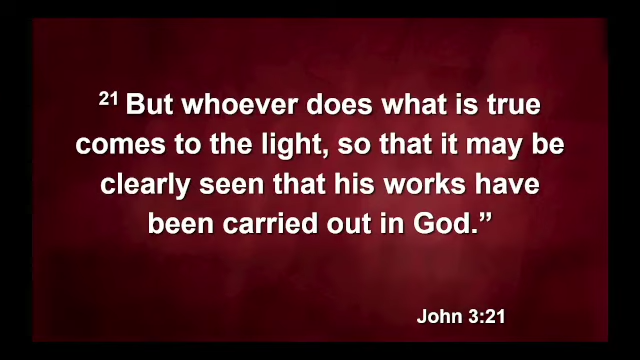 21 But whoever does what is true
comes to the light, so that it may be
clearly seen that his works have
been carried out in God.”
John 3:21